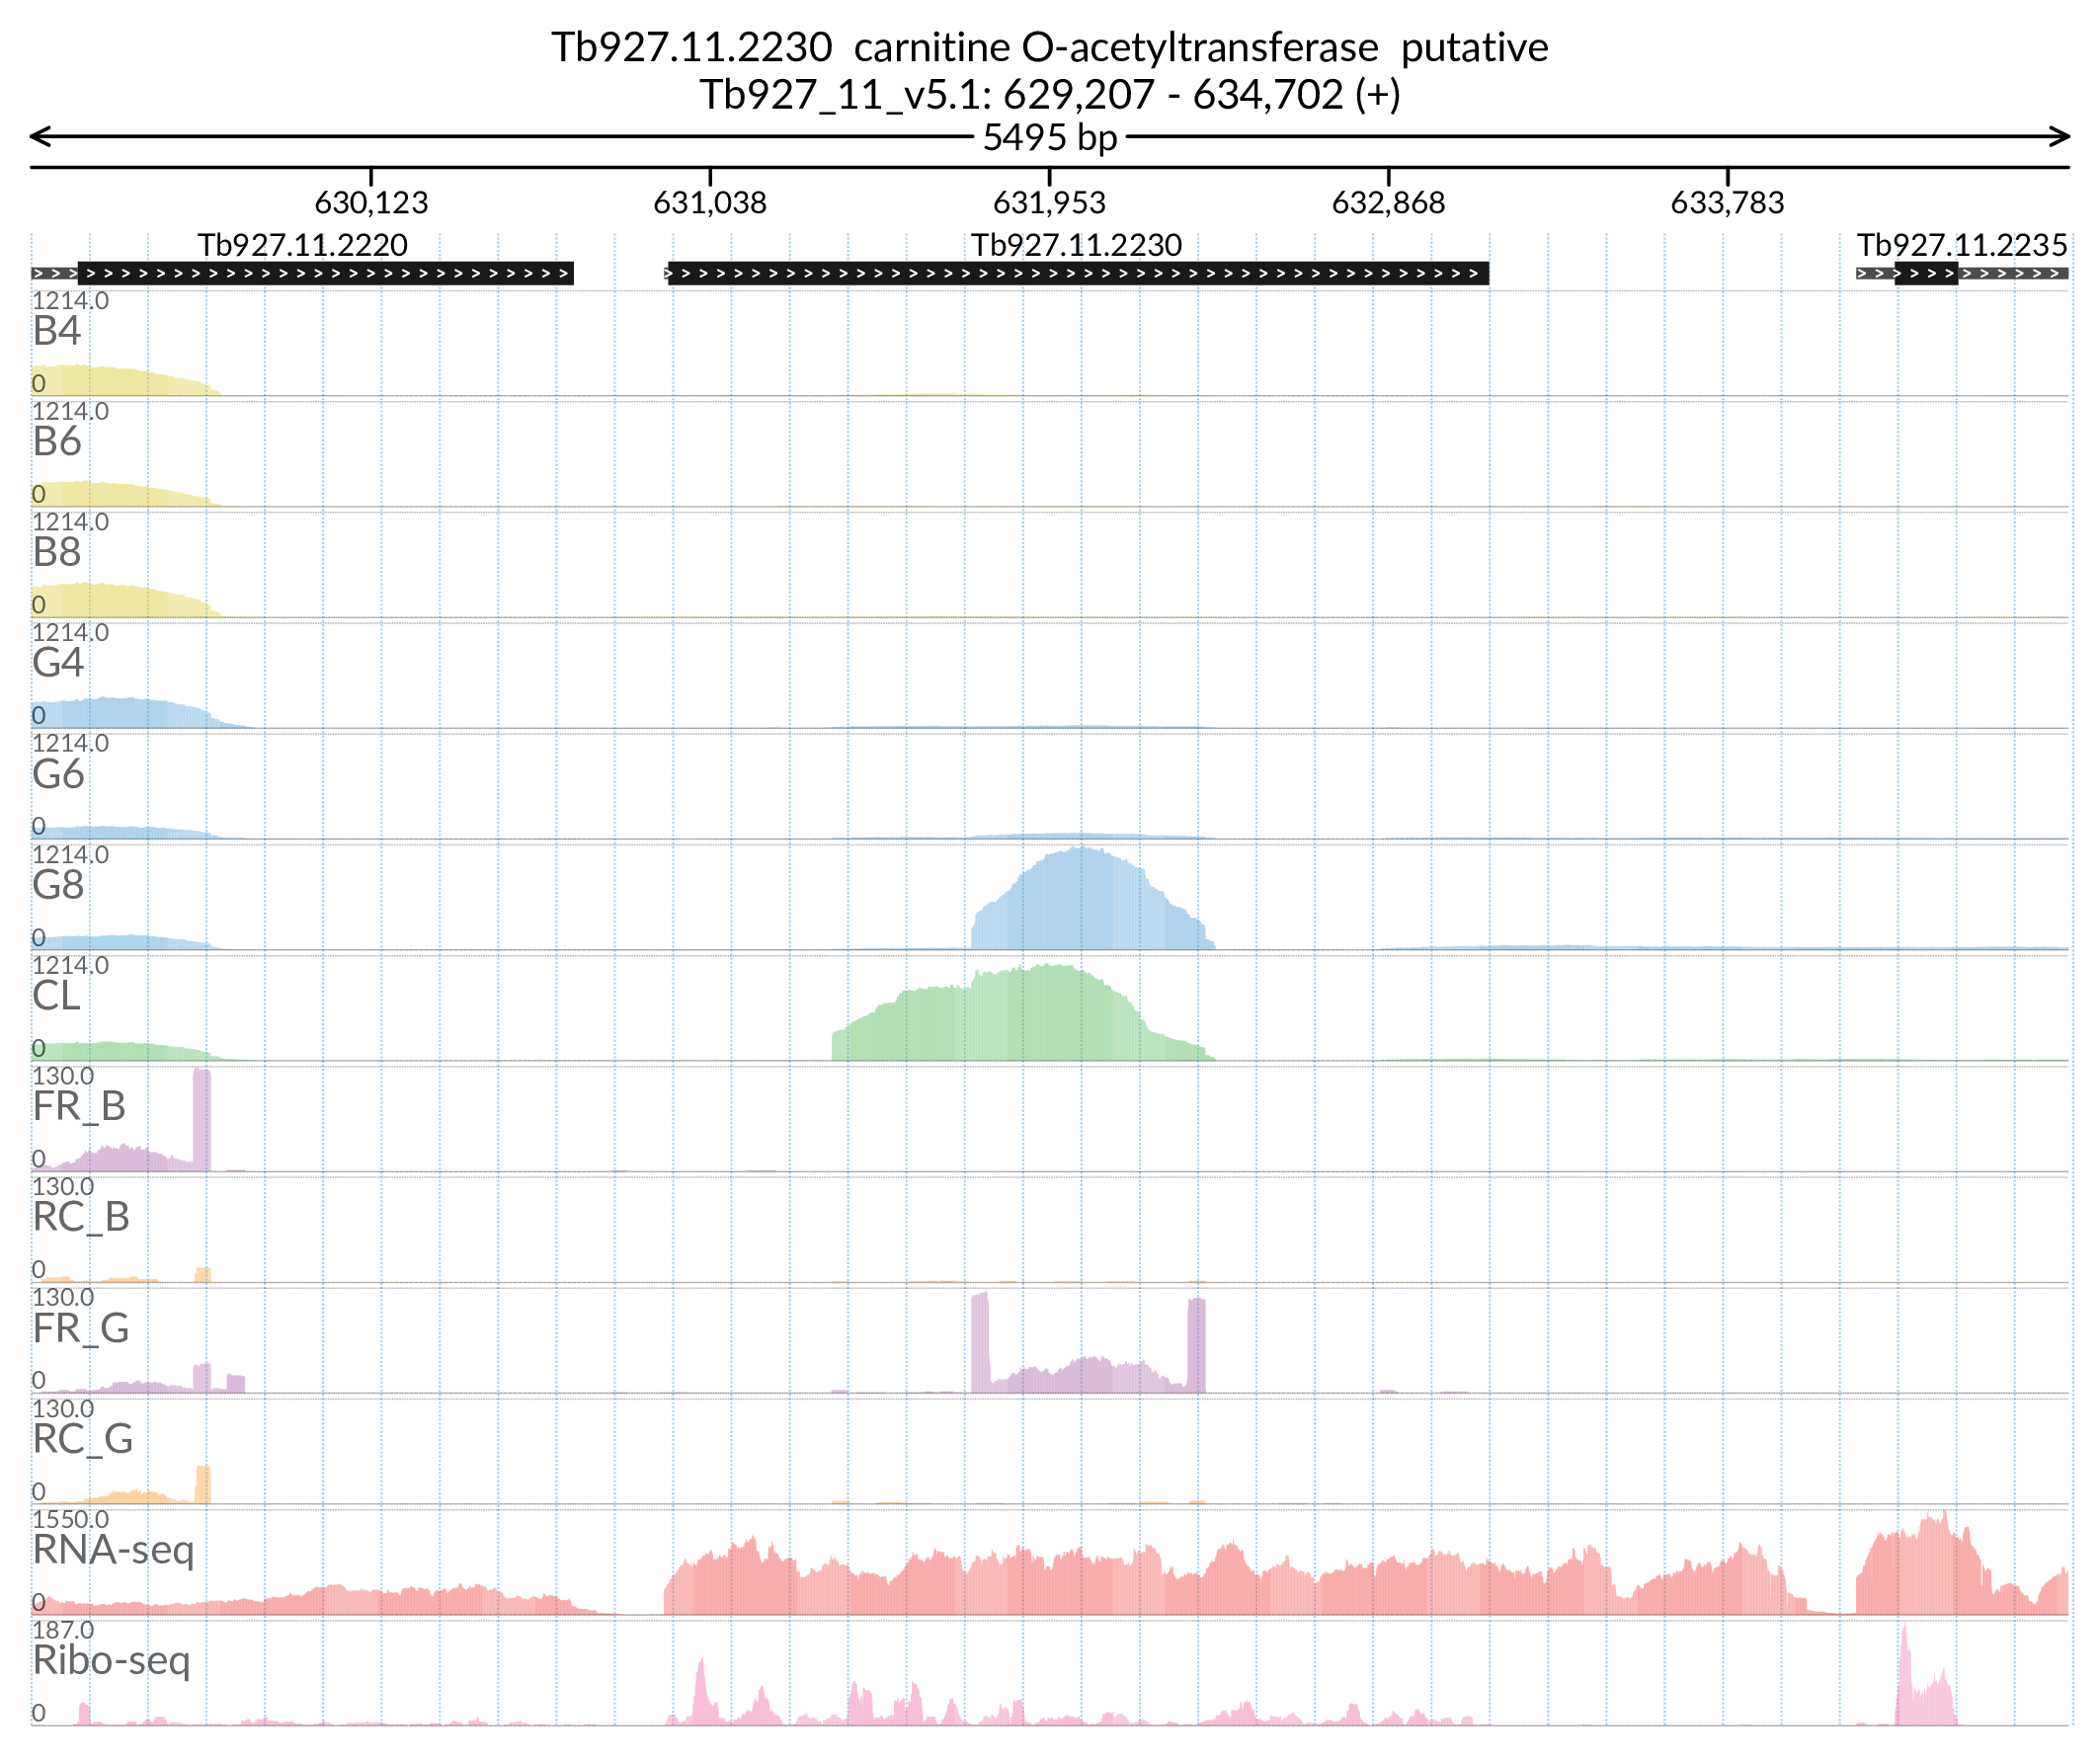 Tb927.11.2230 carnitine O-acetyltransferase putative
Tb927_11_v5.1: 629,207 - 634,702 (+)
5495 bp
630,123 631,038 631,953 632,868 633,783
Tb927.11.2220 Tb927.11.2230 Tb927.11.2235
1214.0
B4
0
1214.0
B6
0
1214.0
B8
0
1214.0
G4
0
1214.0
G6
0
1214.0
G8
0
1214.0
CL
0
130.0
FR_B
0
130.0
RC_B
0
130.0
FR_G
0
130.0
RC_G
0
1550.0
RNA-seq
0
187.0
Ribo-seq
0